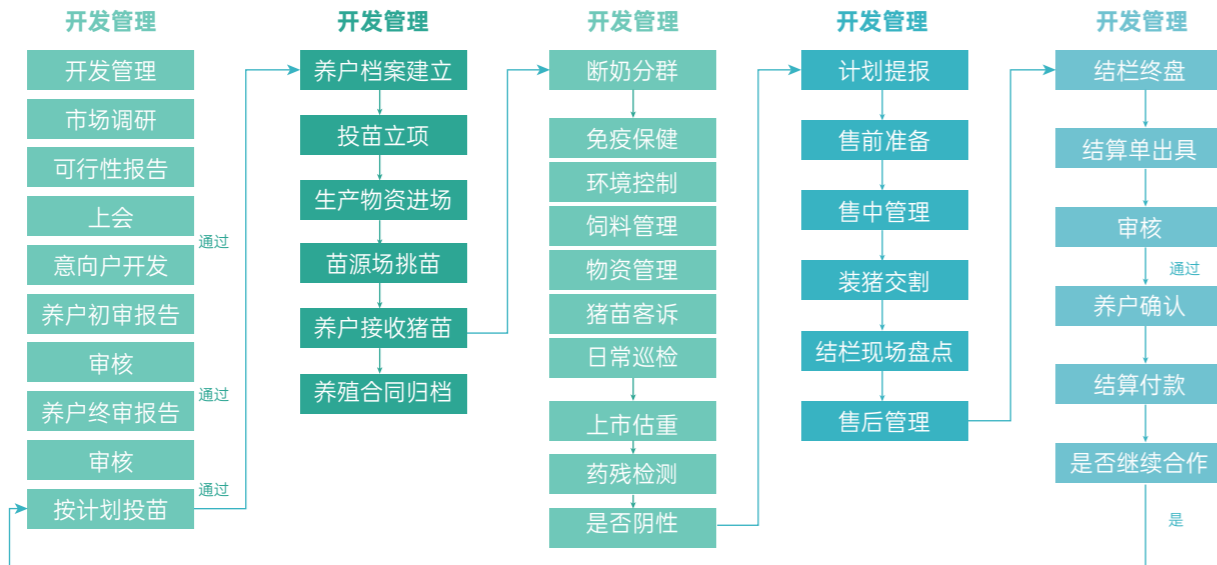 开发管理
开发管理
市场调研
可行性报告
上会
通过
意向户开发
养户初审报告
审核
通过
养户终审报告
审核
通过
按计划投苗
开发管理
养户档案建立
投苗立项
生产物资进场
苗源场挑苗
养户接收猪苗
养殖合同归档
开发管理
断奶分群
免疫保健
环境控制
饲料管理
物资管理
猪苗客诉
日常巡检
上市估重
药残检测
是否阴性
开发管理
计划提报
售前准备
售中管理
装猪交割
结栏现场盘点
售后管理
开发管理
结栏终盘
结算单出具
审核
通过
养户确认
结算付款
是否继续合作
是